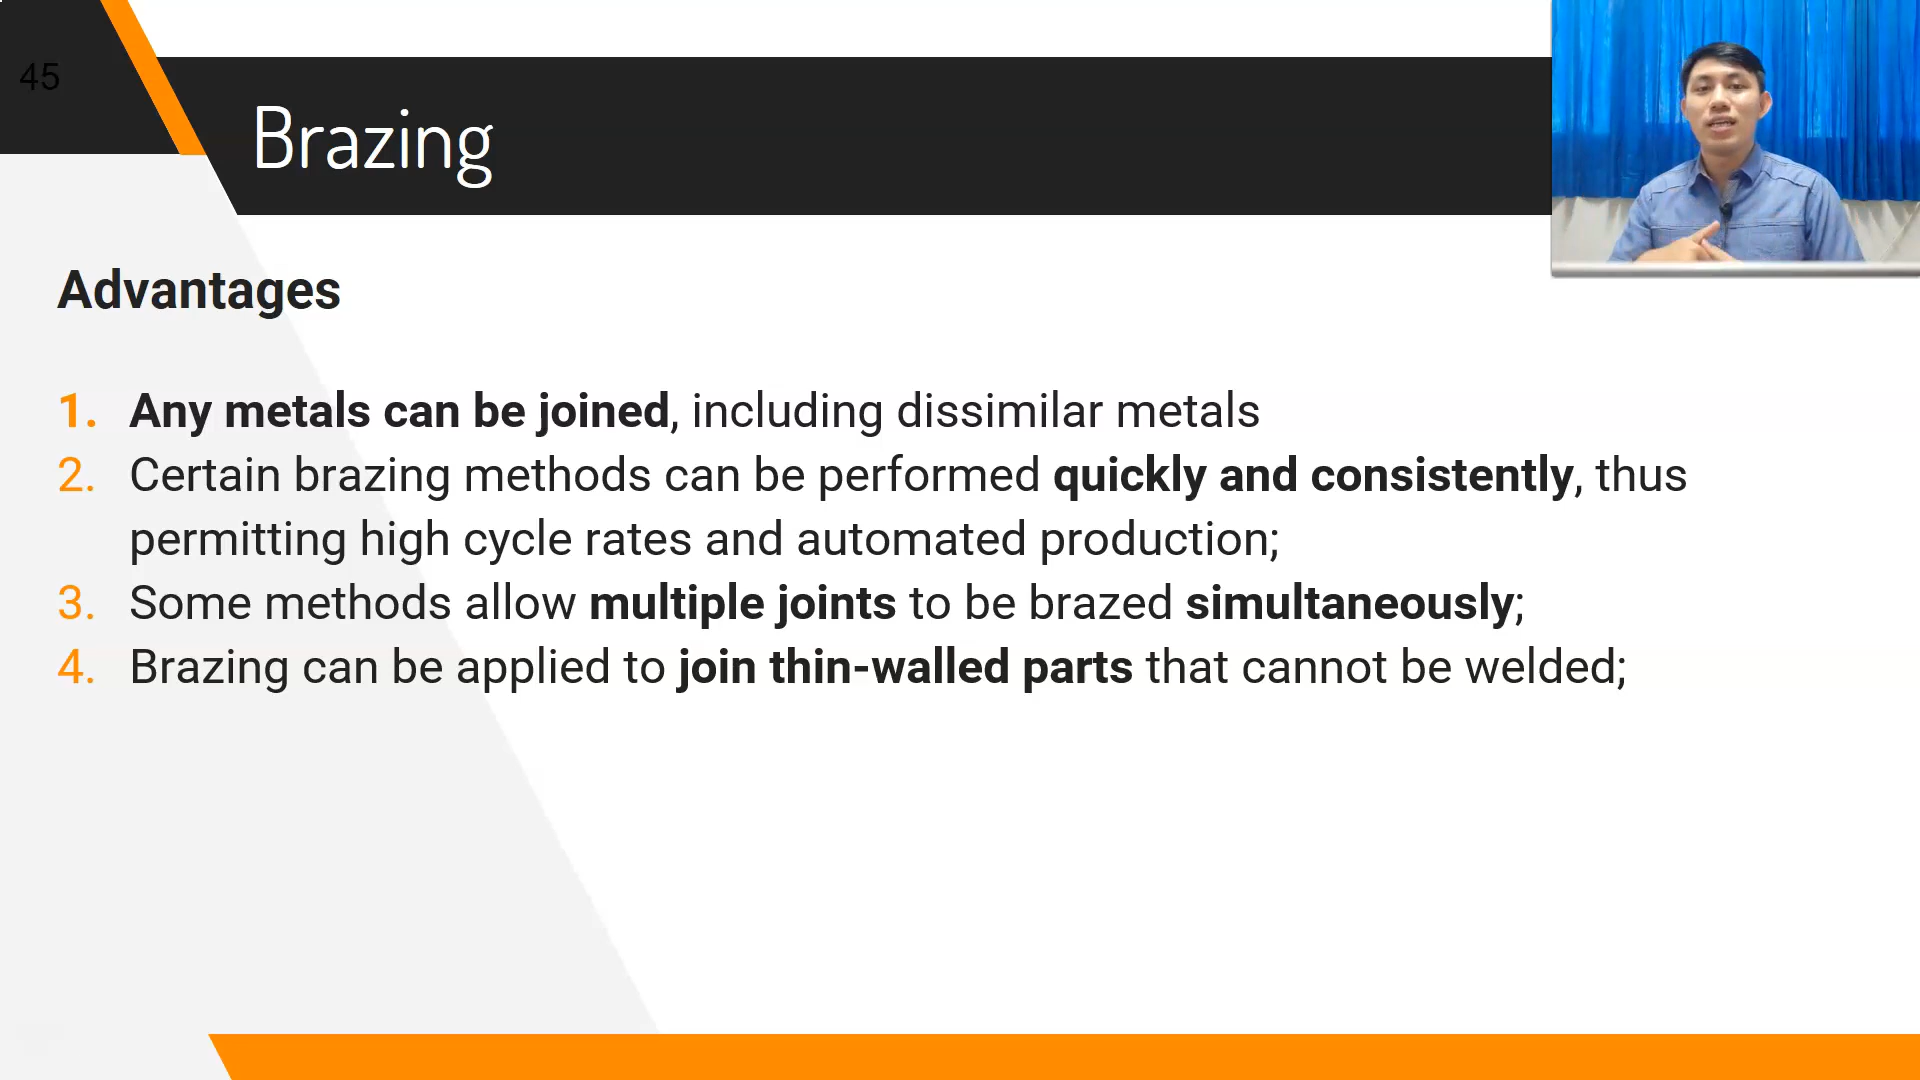 45
Brazing
Advantages
1. Any metals can be joined, including dissimilar metals
2. Certain brazing methods can be performed quickly and consistently, thus
permitting high cycle rates and automated production;
3. Some methods allow multiple joints to be brazed simultaneously;
4. Brazing can be applied to join thin-walled parts that cannot be welded;